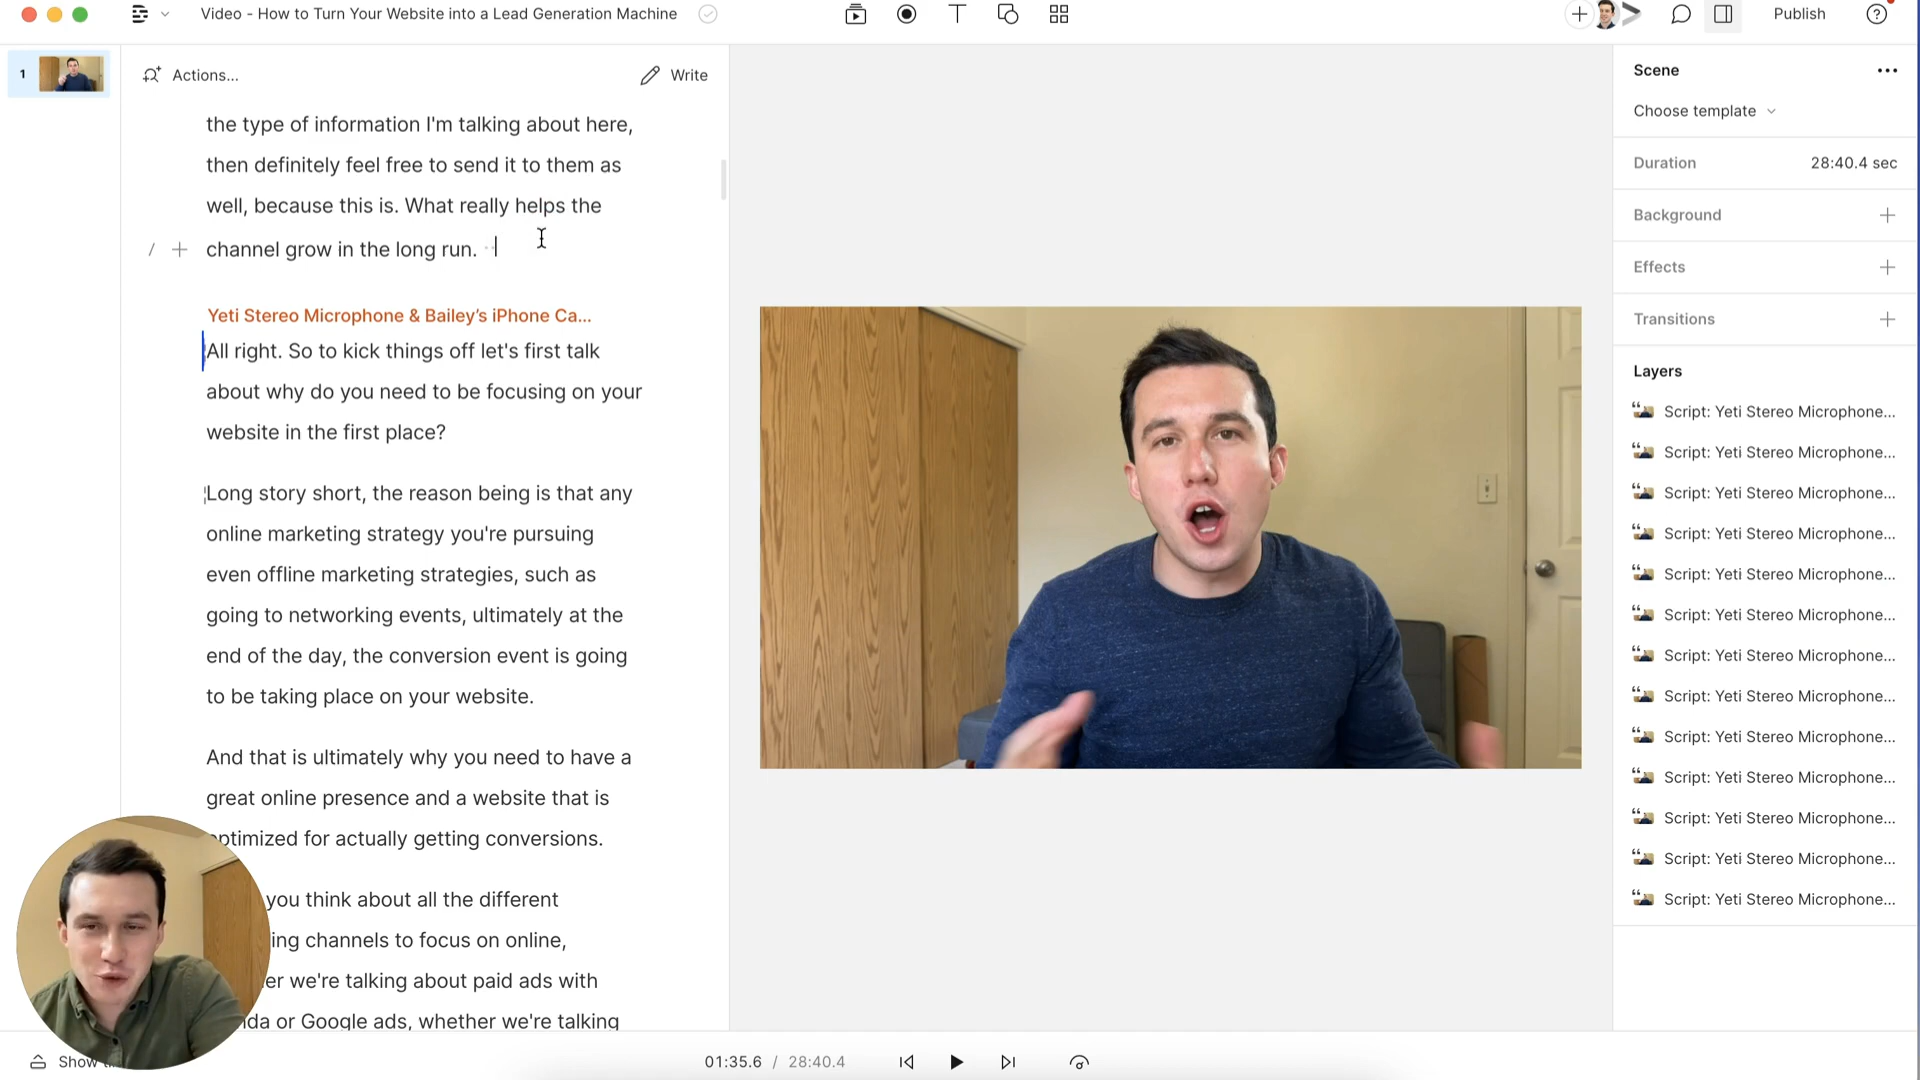 Video - How to Turn Your Website into a Lead Generation Machine
Publish
1
Actions...
Write
the type of information I'm talking about here,
then definitely feel free to send it to them as
well, because this is. What really helps the
/ + channel grow in the long run.
Yeti Stereo Microphone & Bailey's iPhone Ca...
All right. So to kick things off let's first talk
about why do you need to be focusing on your
website in the first place?
Long story short, the reason being is that any
online marketing strategy you're pursuing
even offline marketing strategies, such as
going to networking events, ultimately at the
end of the day, the conversion event is going
to be taking place on your website.
And that is ultimately why you need to have a
great online presence and a website that is
optimized for actually getting conversions.
you think about all the different
channels to focus on online,
we're talking about paid ads with
or Google ads, whether we're talking
Scene
Choose template
Duration 28:40.4 sec
Background
Effects
Transitions
Layers
Script: Yeti Stereo Microphone...
Script: Yeti Stereo Microphone...
Script: Yeti Stereo Microphone...
Script: Yeti Stereo Microphone...
Script: Yeti Stereo Microphone...
Script: Yeti Stereo Microphone...
Script: Yeti Stereo Microphone...
Script: Yeti Stereo Microphone...
Script: Yeti Stereo Microphone...
Script: Yeti Stereo Microphone...
Script: Yeti Stereo Microphone...
Script: Yeti Stereo Microphone...
Script: Yeti Stereo Microphone...
Show
01:35.6 / 28:40.4